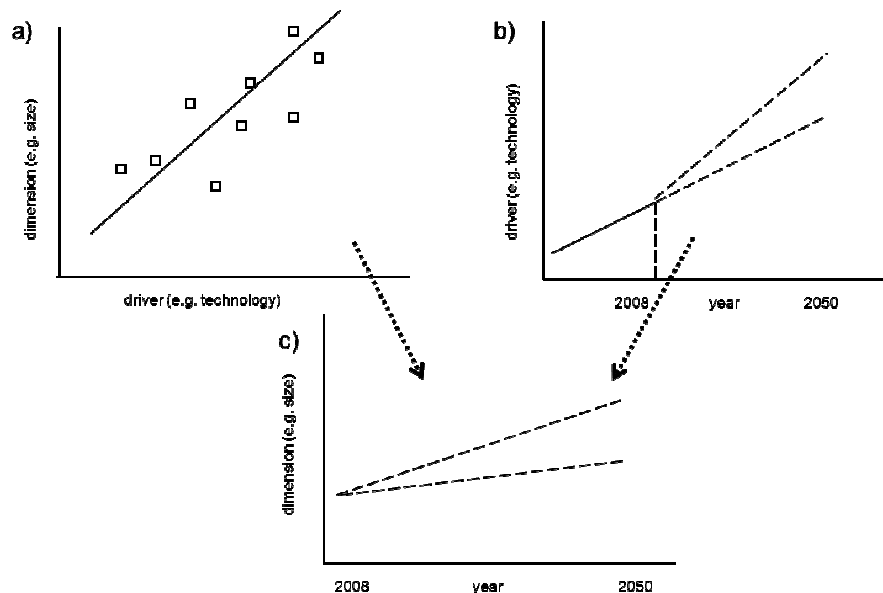 a)
dimension (e.g. size)
driver (e.g. technology)
b)
driver (e.g. technology)
2008 year 2050
c)
dimension (e.g. size)
2008 year 2050